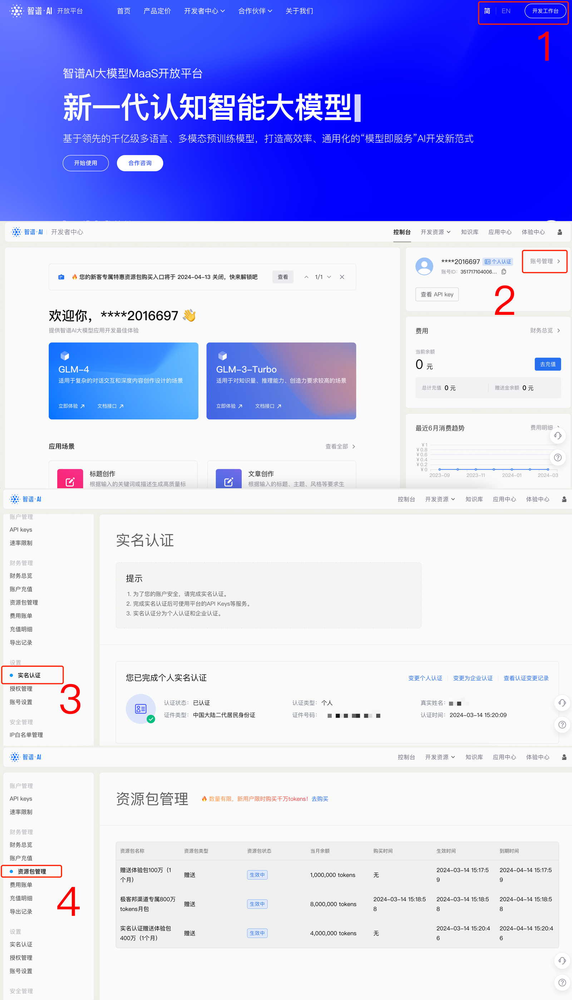 智谱·AI 开放平台 首页 产品定价 开发者中心 合作伙伴 关于我们 简 EN 开发工作台
1
智谱AI大模型MaaS开放平台
新一代认知智能大模型
基于领先的千亿级多语言、多模态预训练模型，打造高效率、通用化的“模型即服务”AI开发新范式
开始使用 合作咨询
智谱·AI 开发者中心 控制台 开发资源 知识库 应用中心 体验中心
🔥 您的新客专属特惠资源包购买入口将于 2024-04-13 关闭，快来解锁吧 查看 1/1
欢迎你，****2016697 👋
提供智谱AI大模型应用开发最佳体验
GLM-4
适用于复杂的对话交互和深度内容创作设计的场景
立即体验 文档接口
GLM-3-Turbo
适用于对知识量、推理能力、创造力要求较高的场景
立即体验 文档接口
应用场景 查看全部
标题创作
根据输入的关键词或描述生成高质量标
文章创作
根据输入的标题、主题、风格等要求生
****2016697 个人认证 账号管理
账号ID： 351717104006...
查看 API key
2
费用 财务总览
当前余额
0 元 去充值
总计充值 0 元 赠送金余额 0 元
最近6月消费趋势 费用明细
¥ 1
¥ 0.8
¥ 0.6
¥ 0.4
¥ 0.2
¥ 0
2023-09 2023-11 2024-01 2024-03
智谱·AI 控制台 开发资源 知识库 应用中心 体验中心
账户管理
API keys
速率限制
财务管理
财务总览
账户充值
资源包管理
费用账单
充值明细
导出记录
设置
实名认证
授权管理
账号设置
安全管理
IP白名单管理
3
实名认证
提示
1. 为了您的账户安全，请完成实名认证。
2. 完成实名认证后可使用平台的API Keys等服务。
3. 实名认证分为个人认证和企业认证。
您已完成个人实名认证 变更个人认证 变更为企业认证 查看认证变更记录
认证状态： 已认证 认证类型： 个人 真实姓名：
证件类型： 中国大陆二代居民身份证 证件号码： 认证时间： 2024-03-14 15:20:09
智谱·AI 控制台 开发资源 知识库 应用中心 体验中心
账户管理
API keys
速率限制
财务管理
财务总览
账户充值
资源包管理
费用账单
充值明细
导出记录
设置
实名认证
授权管理
账号设置
安全管理
4
资源包管理 🔥 数量有限，新用户限时购买千万tokens！去购买
资源包名称 资源包类型 资源包状态 当月余额 购买时间 生效时间 到期时间
赠送体验包100万（1 赠送 生效中 1,000,000 tokens 无 2024-03-14 15:17:5 2024-04-14 15:17:5
个月） 9 9
极客邦渠道专属800万 赠送 生效中 8,000,000 tokens 2024-03-14 15:18:5 2024-03-14 15:18:5 2024-04-14 15:18:5
tokens月包 8 8 8
实名认证赠送体验包 赠送 生效中 4,000,000 tokens 无 2024-03-14 15:20:4 2024-04-14 15:20:4
400万（1个月） 6 6